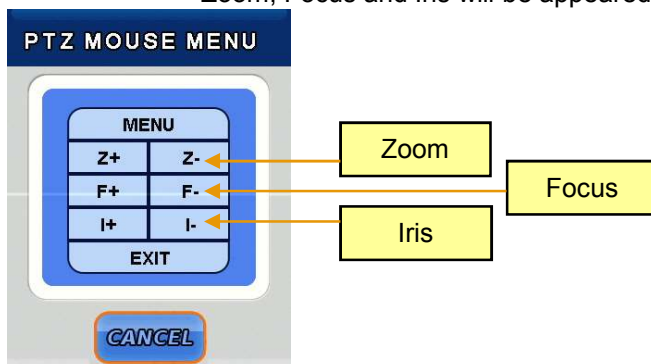 Zoom, Focus and Iris will be appeared
PTZ MOUSE MENU
MENU
Z+ Z-
F+ F-
I+ I-
EXIT
CANCEL
Zoom
Focus
Iris